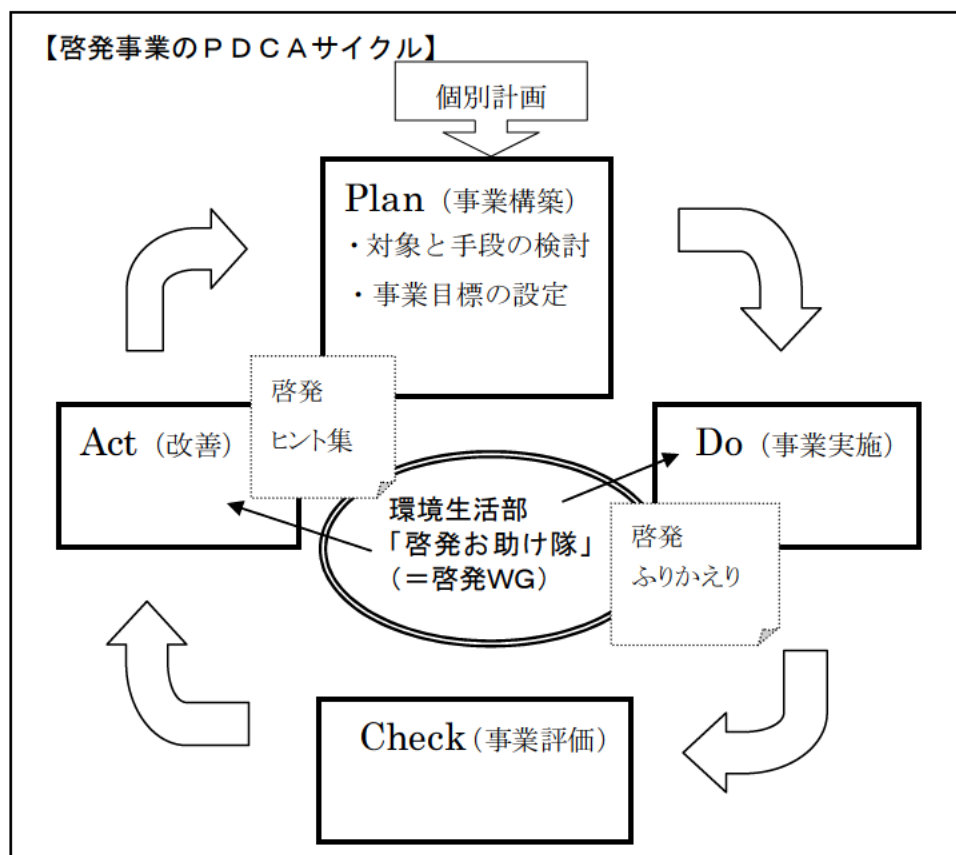 【啓発事業のＰＤＣＡサイクル】
個別計画
Plan（事業構築）
・対象と手段の検討
・事業目標の設定
啓発
ヒント集
Act（改善）
Do（事業実施）
環境生活部
「啓発お助け隊」
（＝啓発WG）
啓発
ふりかえり
Check（事業評価）